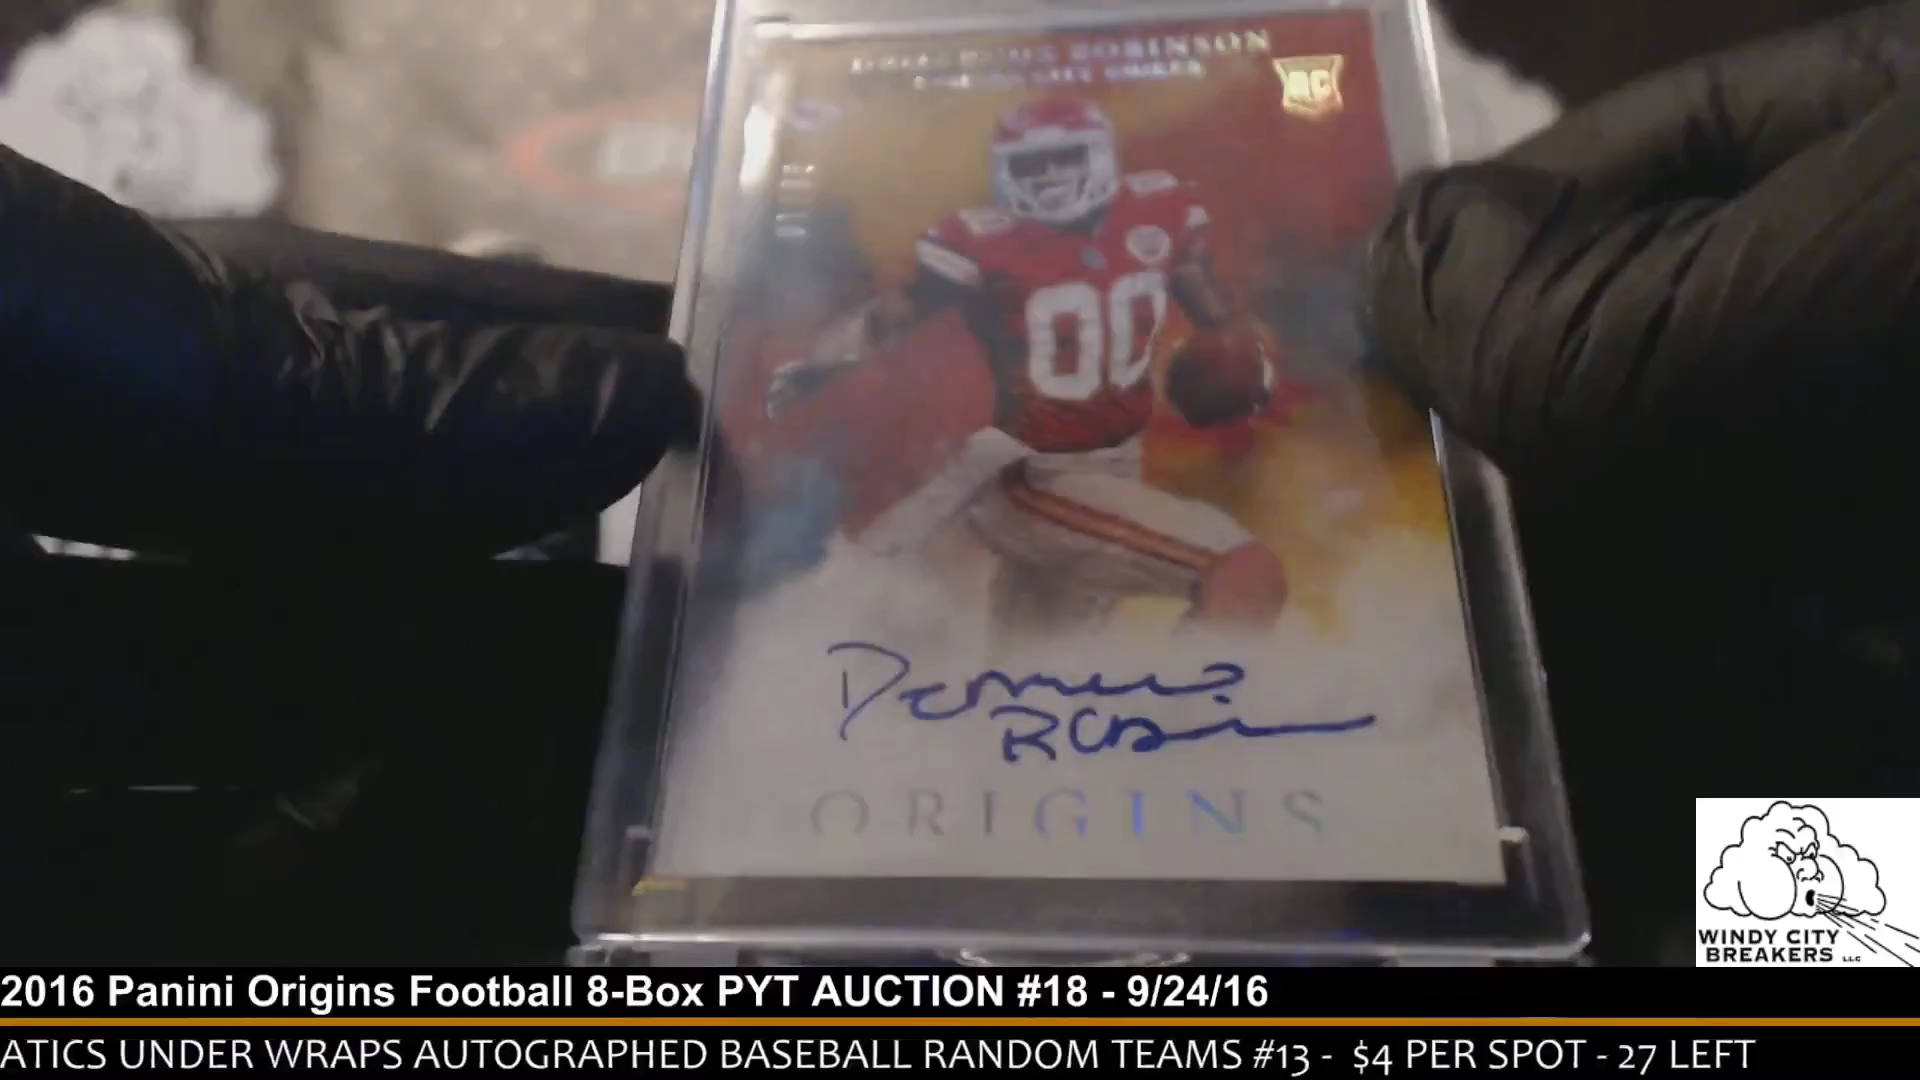 ROBINSON
RC
00
ORIGINS
WINDY CITY
BREAKERS LLC
2016 Panini Origins Football 8-Box PYT AUCTION #18 - 9/24/16
ATICS UNDER WRAPS AUTOGRAPHED BASEBALL RANDOM TEAMS #13 - $4 PER SPOT - 27 LEFT